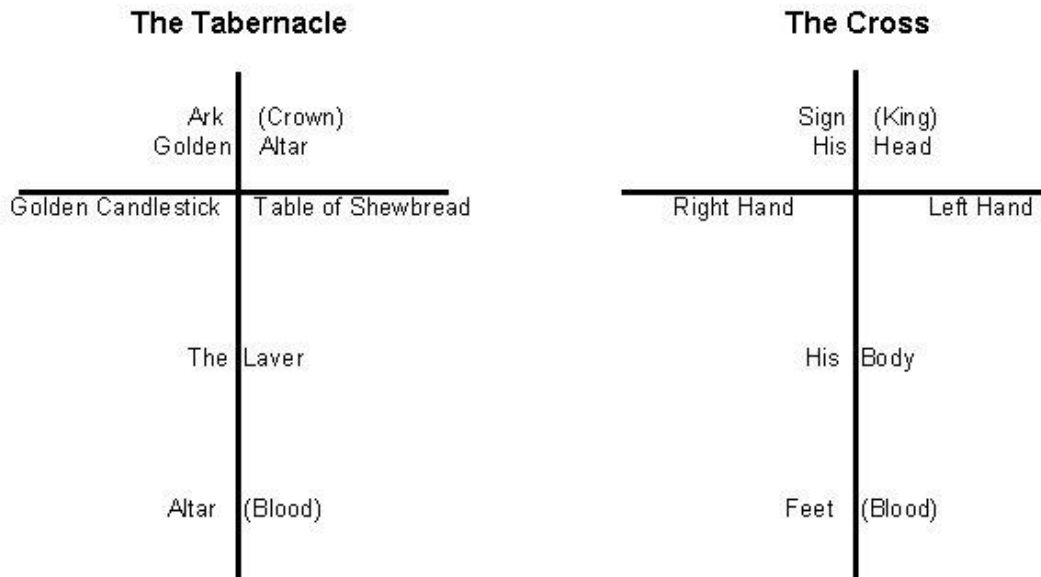 The Tabernacle
Ark (Crown)
Golden Altar
Golden Candlestick Table of Shewbread
The Laver
Altar (Blood)
The Cross
Sign (King)
His Head
Right Hand Left Hand
His Body
Feet (Blood)